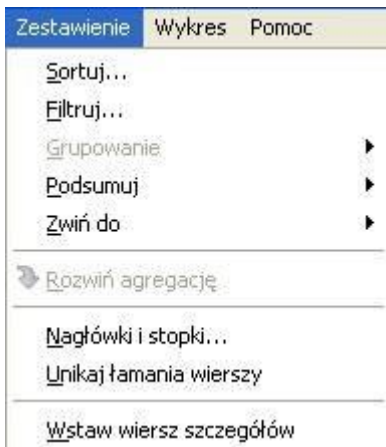 Zestawienie Wykres Pomoc
Sortuj...
Filtruj...
Grupowanie
Podsumuj
Zwiń do
Rozwiń agregację
Nagłówki i stopki...
Unikaj łamania wierszy
Wstaw wiersz szczegółów